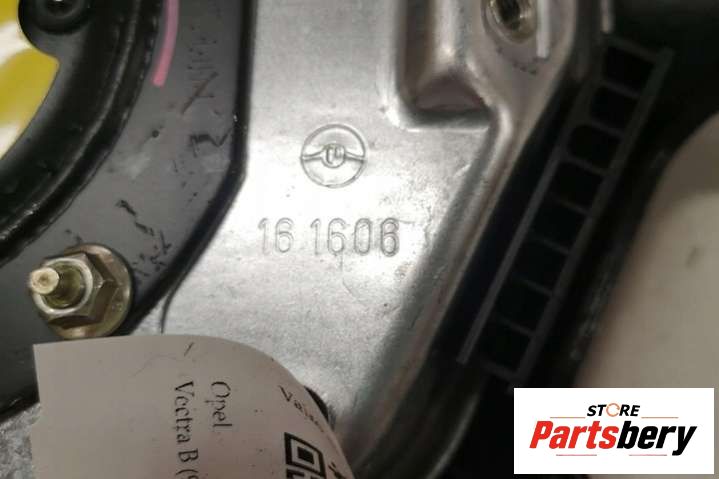 16 1606
Opel
Vectra B (
STORE
Partsbery